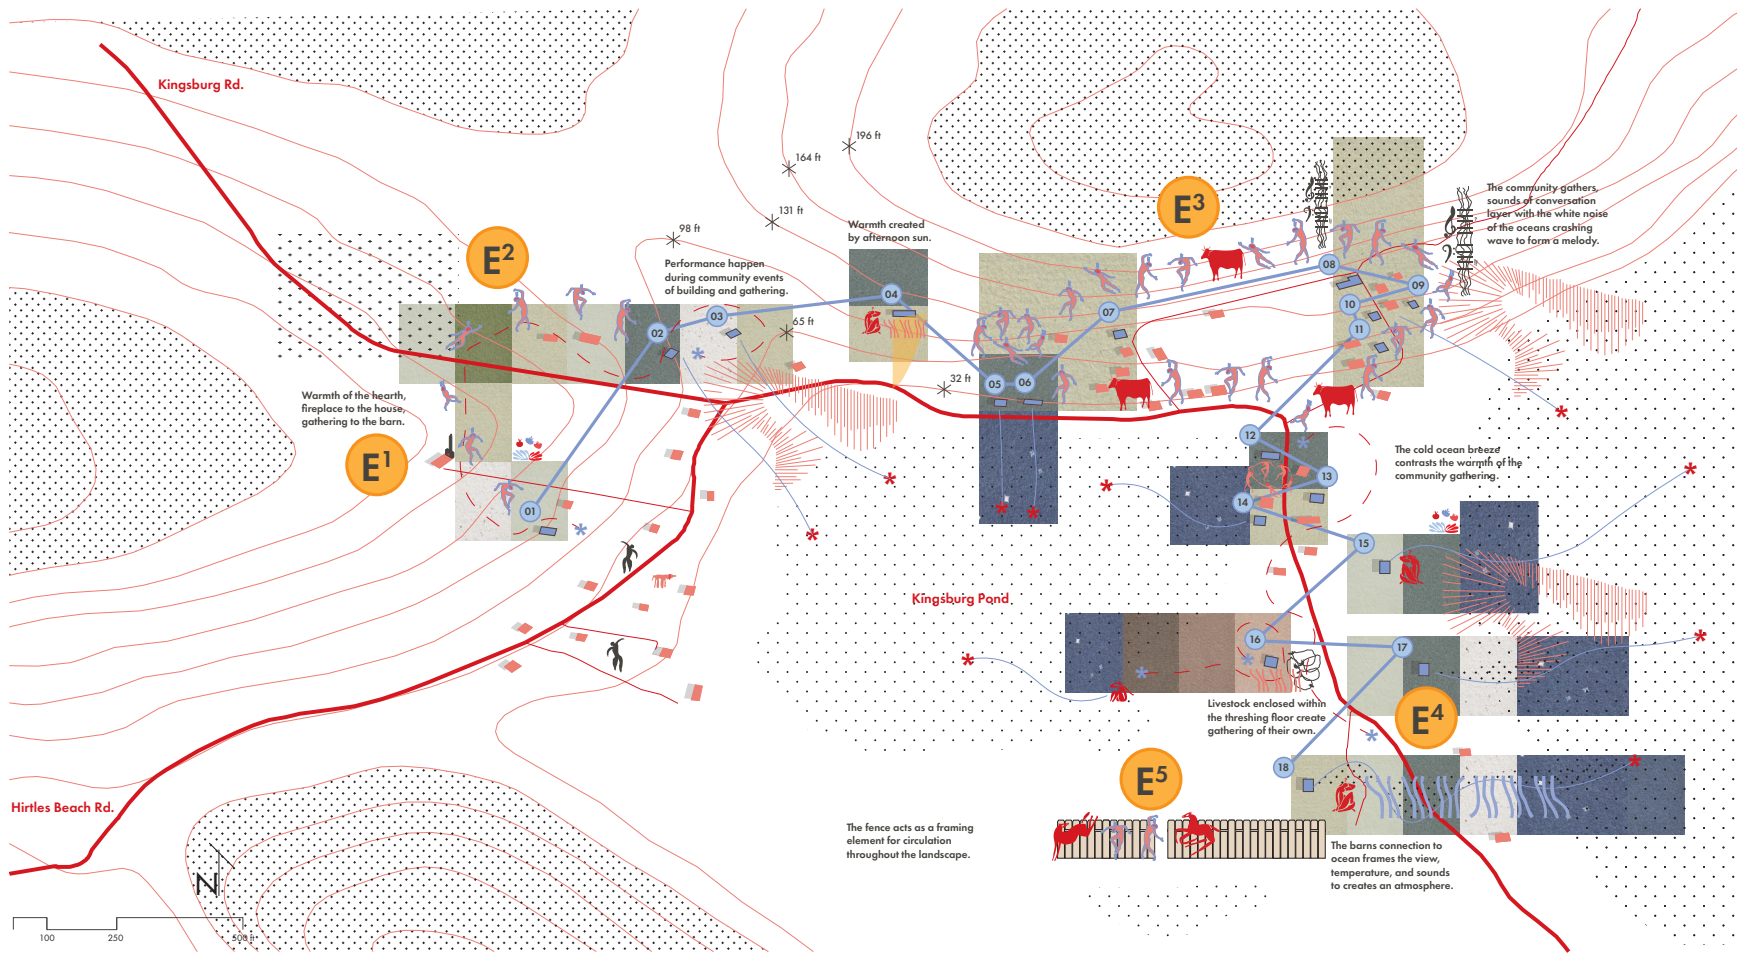 Kingsburg Rd.
196 ft
164 ft
131 ft
98 ft
65 ft
32 ft
E3
The community gathers,
sounds of conversation
layer with the white noise
of the oceans crashing
wave to form a melody.
Warmth created
by afternoon sun.
E2
Performance happen
during community events
of building and gathering.
08
09
10
11
04
03
02
07
05
06
Warmth of the hearth,
fireplace to the house,
gathering to the barn.
E1
01
12
13
14
The cold ocean breeze
contrasts the warmth of the
community gathering.
15
Kingsburg Pond
16
17
Livestock enclosed within
the threshing floor create
gathering of their own.
E4
18
E5
Hirtles Beach Rd.
The fence acts as a framing
element for circulation
throughout the landscape.
The barns connection to
ocean frames the view,
temperature, and sounds
to creates an atmosphere.
N
100
250
500 ft